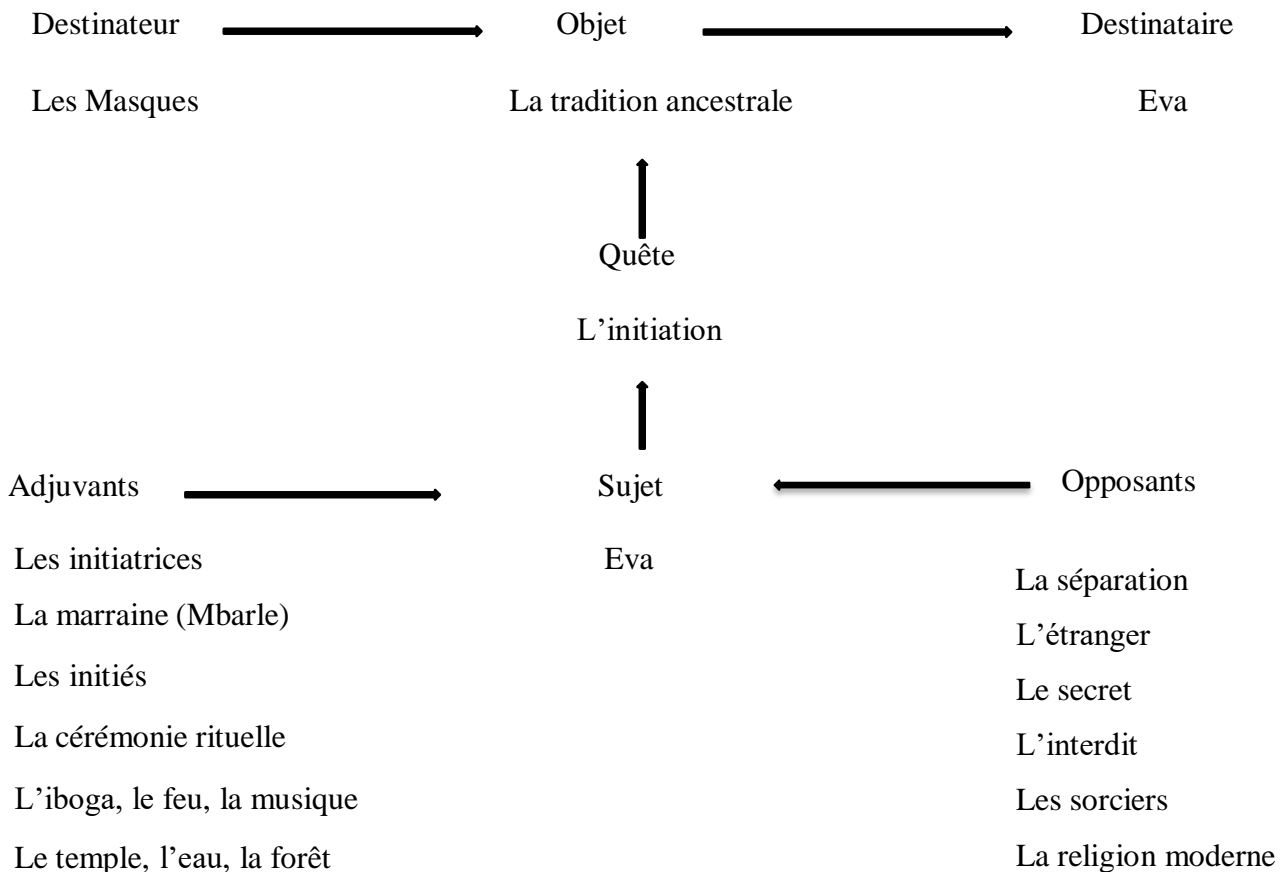 Destinateur Objet Destinataire
Les Masques La tradition ancestrale Eva
Quête
L’initiation
Adjuvants Sujet Opposants
Les initiatrices Eva
La séparation
La marraine (Mbarle)
L’étranger
Les initiés
Le secret
La cérémonie rituelle
L’interdit
L’iboga, le feu, la musique
Les sorciers
Le temple, l’eau, la forêt
La religion moderne